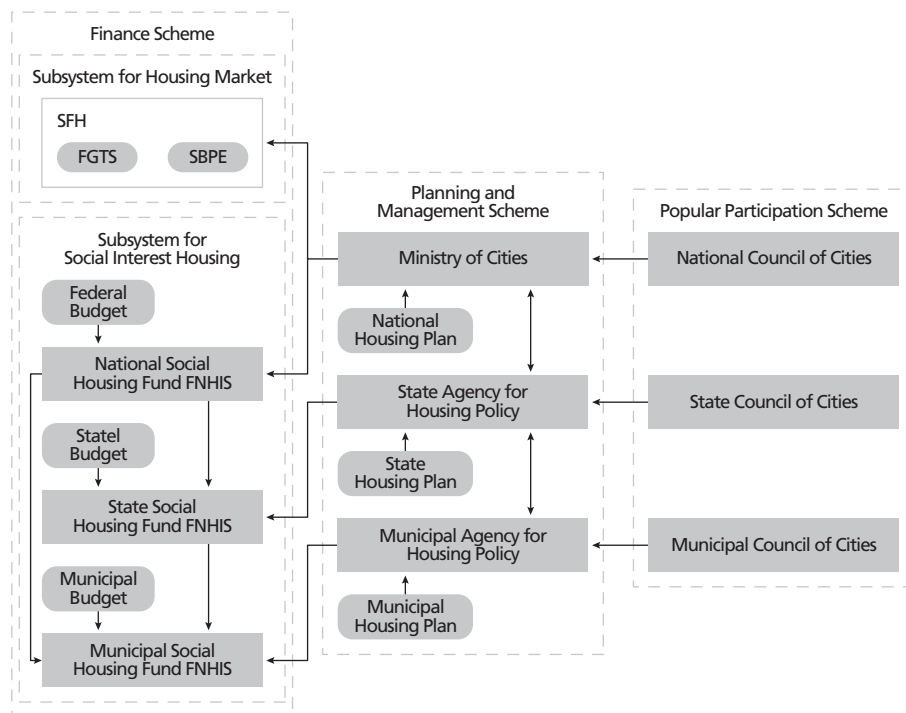 Finance Scheme
Subsystem for Housing Market
SFH
FGTS
SBPE
Subsystem for
Social Interest Housing
Federal
Budget
National Social
Housing Fund FNHIS
Statel
Budget
State Social
Housing Fund FNHIS
Municipal
Budget
Municipal Social
Housing Fund FNHIS
Planning and
Management Scheme
Ministry of Cities
National
Housing Plan
State Agency for
Housing Policy
State
Housing Plan
Municipal Agency for
Housing Policy
Municipal
Housing Plan
Popular Participation Scheme
National Council of Cities
State Council of Cities
Municipal Council of Cities